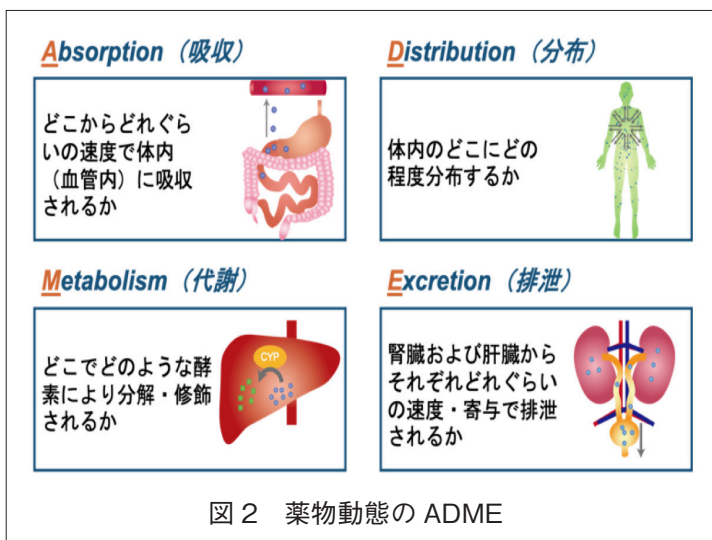 Absorption（吸収）
どこからどれぐら
いの速度で体内
（血管内）に吸収
されるか
Distribution（分布）
体内のどこにどの
程度分布するか
Metabolism（代謝）
どこでどのような酵
素により分解・修飾
されるか
CYP
Excretion（排泄）
腎臓および肝臓から
それぞれどれぐらい
の速度・寄与で排泄
されるか
図２　薬物動態の ADME